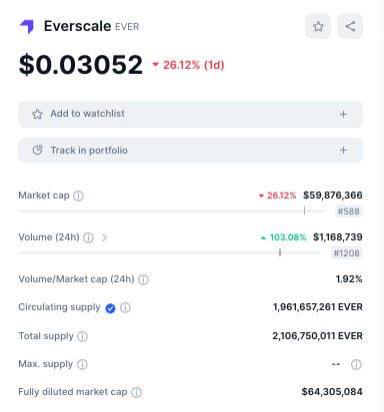 Everscale EVER
$0.03052 26.12% (1d)
Add to watchlist +
Track in portfolio +
Market cap 26.12% $59,876,366
#588
Volume (24h) 103.08% $1,168,739
#1208
Volume/Market cap (24h) 1.92%
Circulating supply 1,961,657,261 EVER
Total supply 2,106,750,011 EVER
Max. supply --
Fully diluted market cap $64,305,084